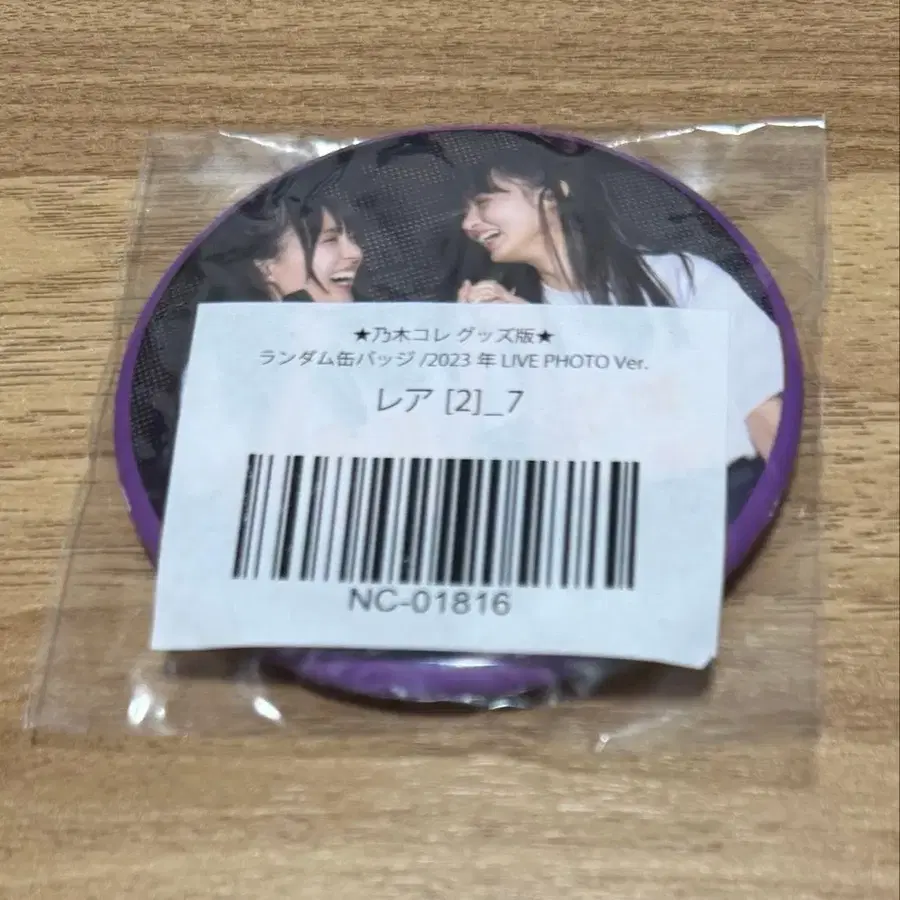 ★乃木コレ グッズ版★
ランダム缶バッジ /2023 年 LIVE PHOTO Ver.
レア [2]_7
NC-01816